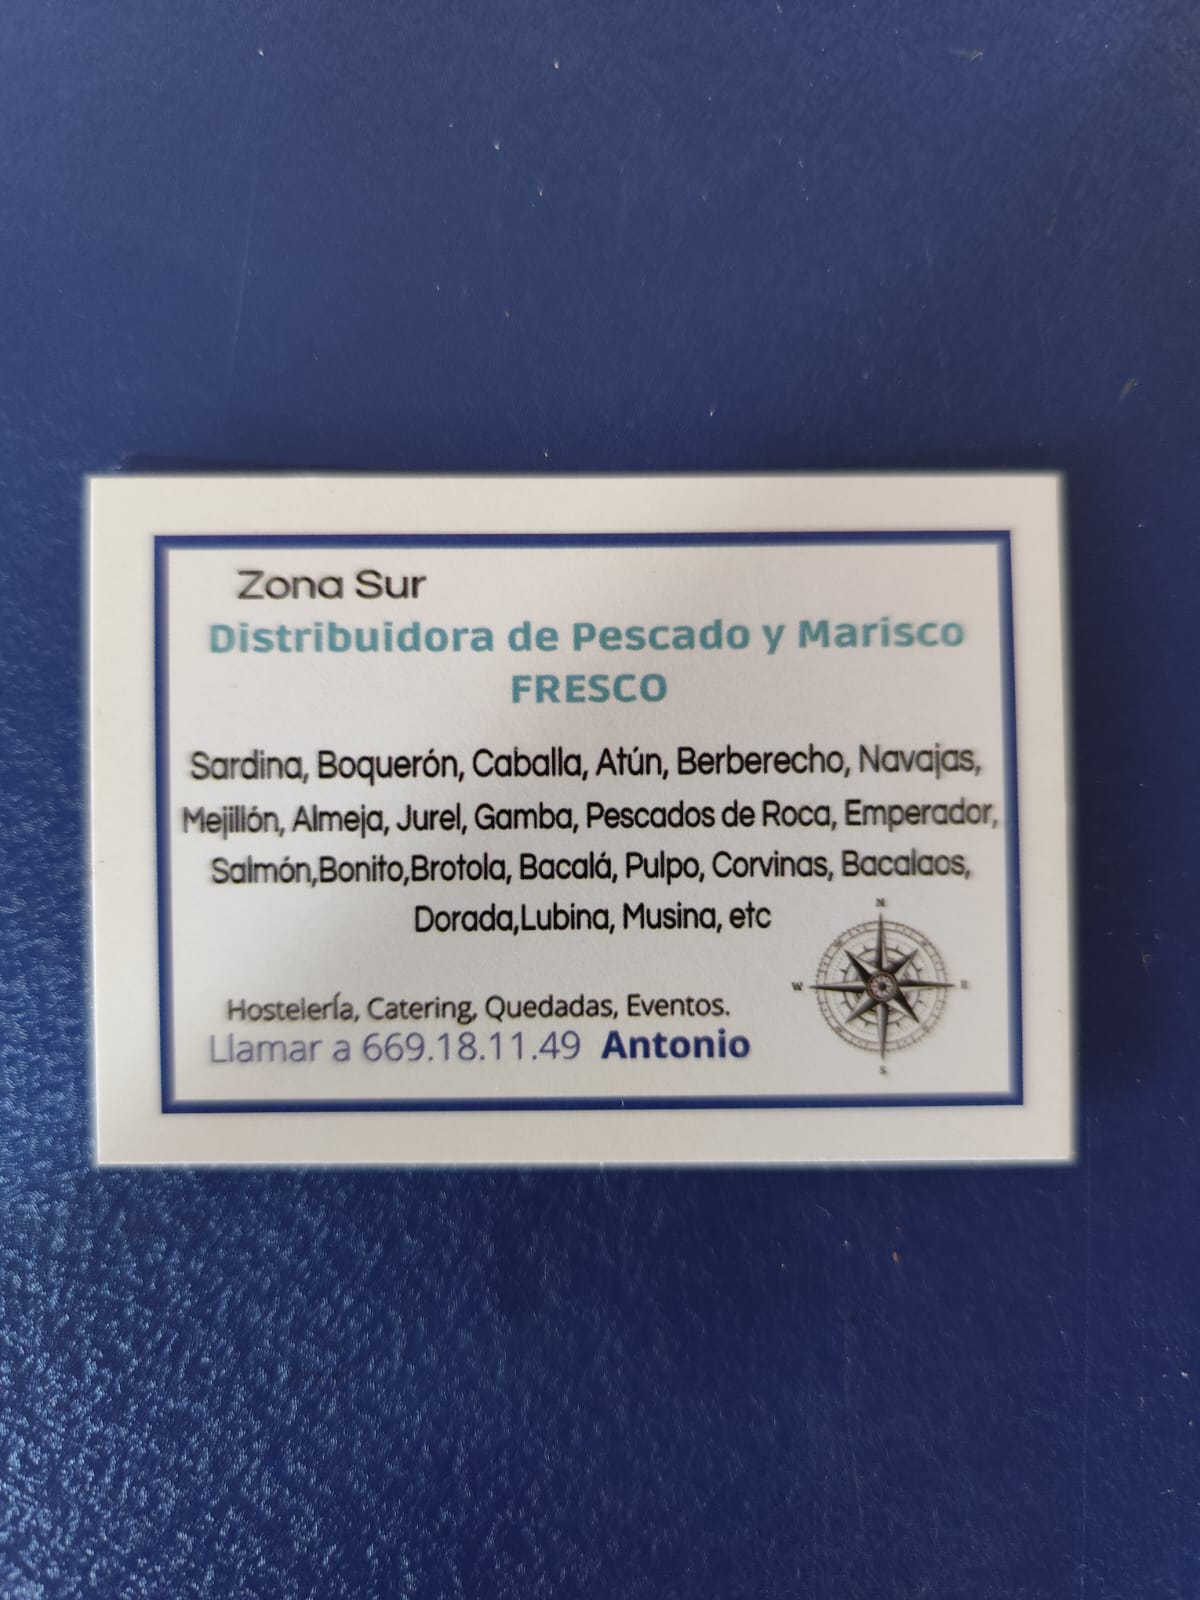 Zona Sur
Distribuidora de Pescado y Marisco
FRESCO
Sardina, Boquerón, Caballa, Atún, Berberecho, Navajas,
Mejillón, Almeja, Jurel, Gamba, Pescados de Roca, Emperador,
Salmón,Bonito,Brotola, Bacalá, Pulpo, Corvinas, Bacalaos,
Dorada,Lubina, Musina, etc
N
W E
S
Hostelería, Catering, Quedadas, Eventos.
Llamar a 669.18.11.49 Antonio